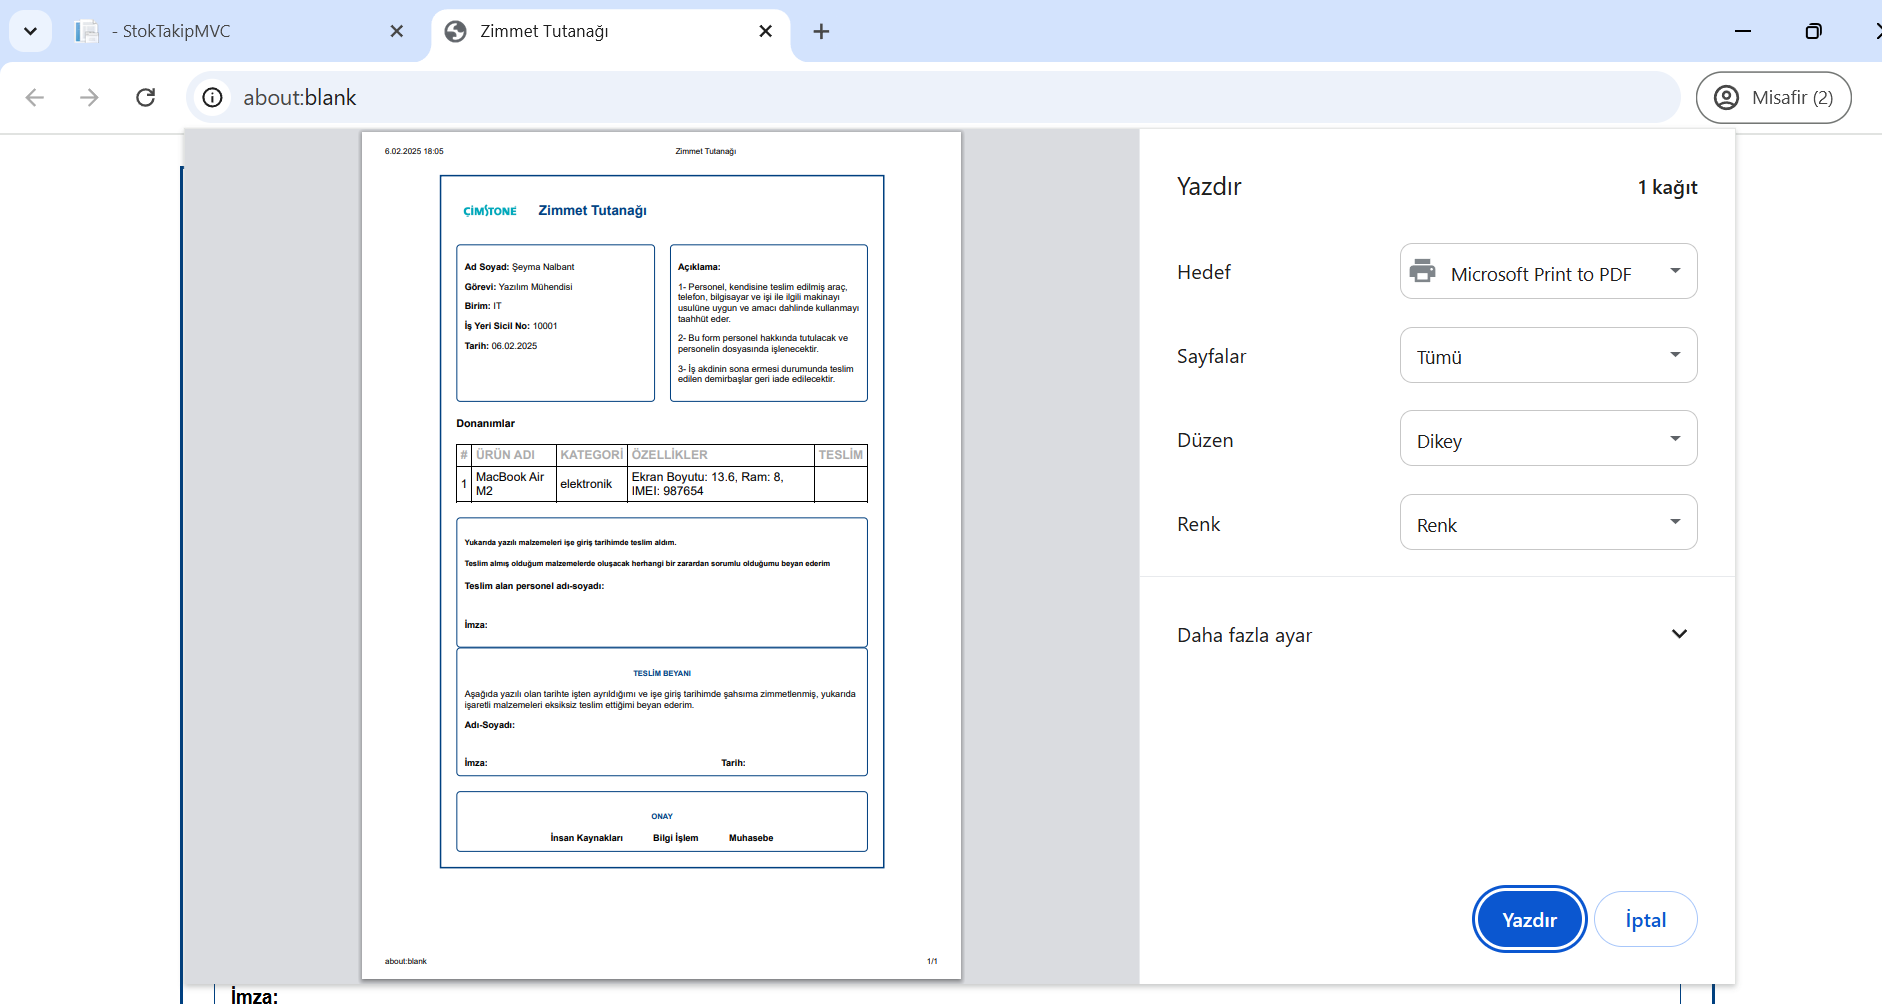 - StokTakipMVC
Zimmet Tutanağı
about:blank
Misafir (2)
6.02.2025 18:05
Zimmet Tutanağı
ÇİMSTONE
Zimmet Tutanağı
Ad Soyad: Şeyma Nalbant
Görevi: Yazılım Mühendisi
Birim: IT
İş Yeri Sicil No: 10001
Tarih: 06.02.2025
Açıklama:
1- Personel, kendisine teslim edilmiş araç,
telefon, bilgisayar ve işi ile ilgili makinayı
usulüne uygun ve amacı dahlinde kullanmayı
taahhüt eder.
2- Bu form personel hakkında tutulacak ve
personelin dosyasında işlenecektir.
3- İş akdinin sona ermesi durumunda teslim
edilen demirbaşlar geri iade edilecektir.
Donanımlar
# ÜRÜN ADI KATEGORİ ÖZELLİKLER TESLİM
1 MacBook Air M2 elektronik Ekran Boyutu: 13.6, Ram: 8, IMEI: 987654
Yukarıda yazılı malzemeleri işe giriş tarihimde teslim aldım.
Teslim almış olduğum malzemelerde oluşacak herhangi bir zarardan sorumlu olduğumu beyan ederim
Teslim alan personel adı-soyadı:
İmza:
TESLİM BEYANI
Aşağıda yazılı olan tarihte işten ayrıldığımı ve işe giriş tarihimde şahsıma zimmetlenmiş, yukarıda
işaretli malzemeleri eksiksiz teslim ettiğimi beyan ederim.
Adı-Soyadı:
İmza: Tarih:
ONAY
İnsan Kaynakları Bilgi İşlem Muhasebe
about:blank
1/1
Yazdır
1 kağıt
Hedef
Microsoft Print to PDF
Sayfalar
Tümü
Düzen
Dikey
Renk
Renk
Daha fazla ayar
Yazdır
İptal
İmza: